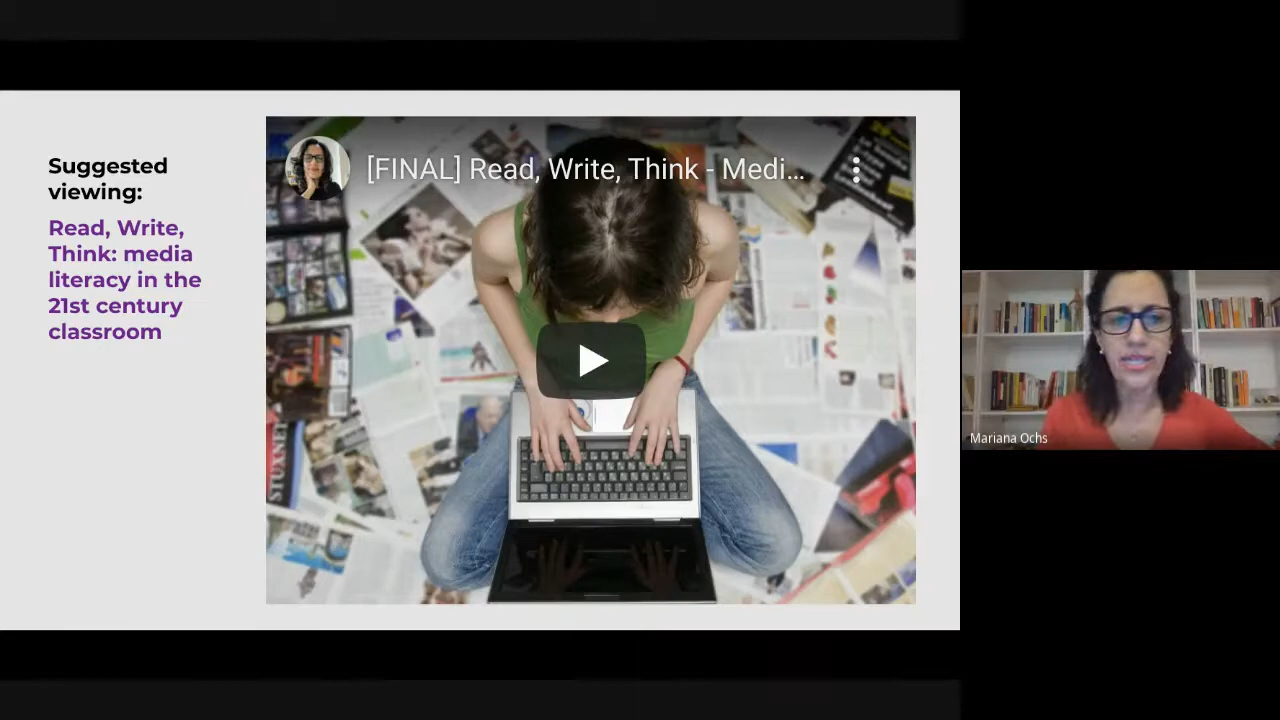 Suggested
viewing:
Read, Write,
Think: media
literacy in the
21st century
classroom
[FINAL] Read, Write, Think - Medi...
STUXNET
Mariana Ochs